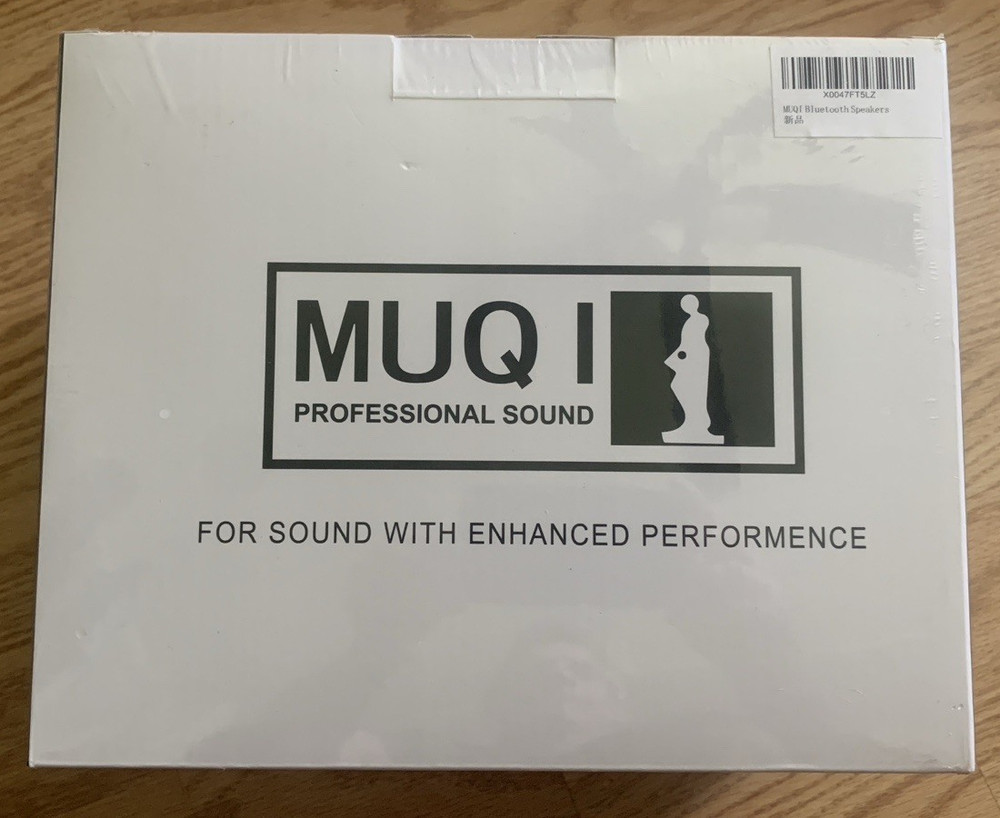 X0047FT5LZ
MUQI Bluetooth Speakers
新品
MUQ I
PROFESSIONAL SOUND
FOR SOUND WITH ENHANCED PERFORMENCE